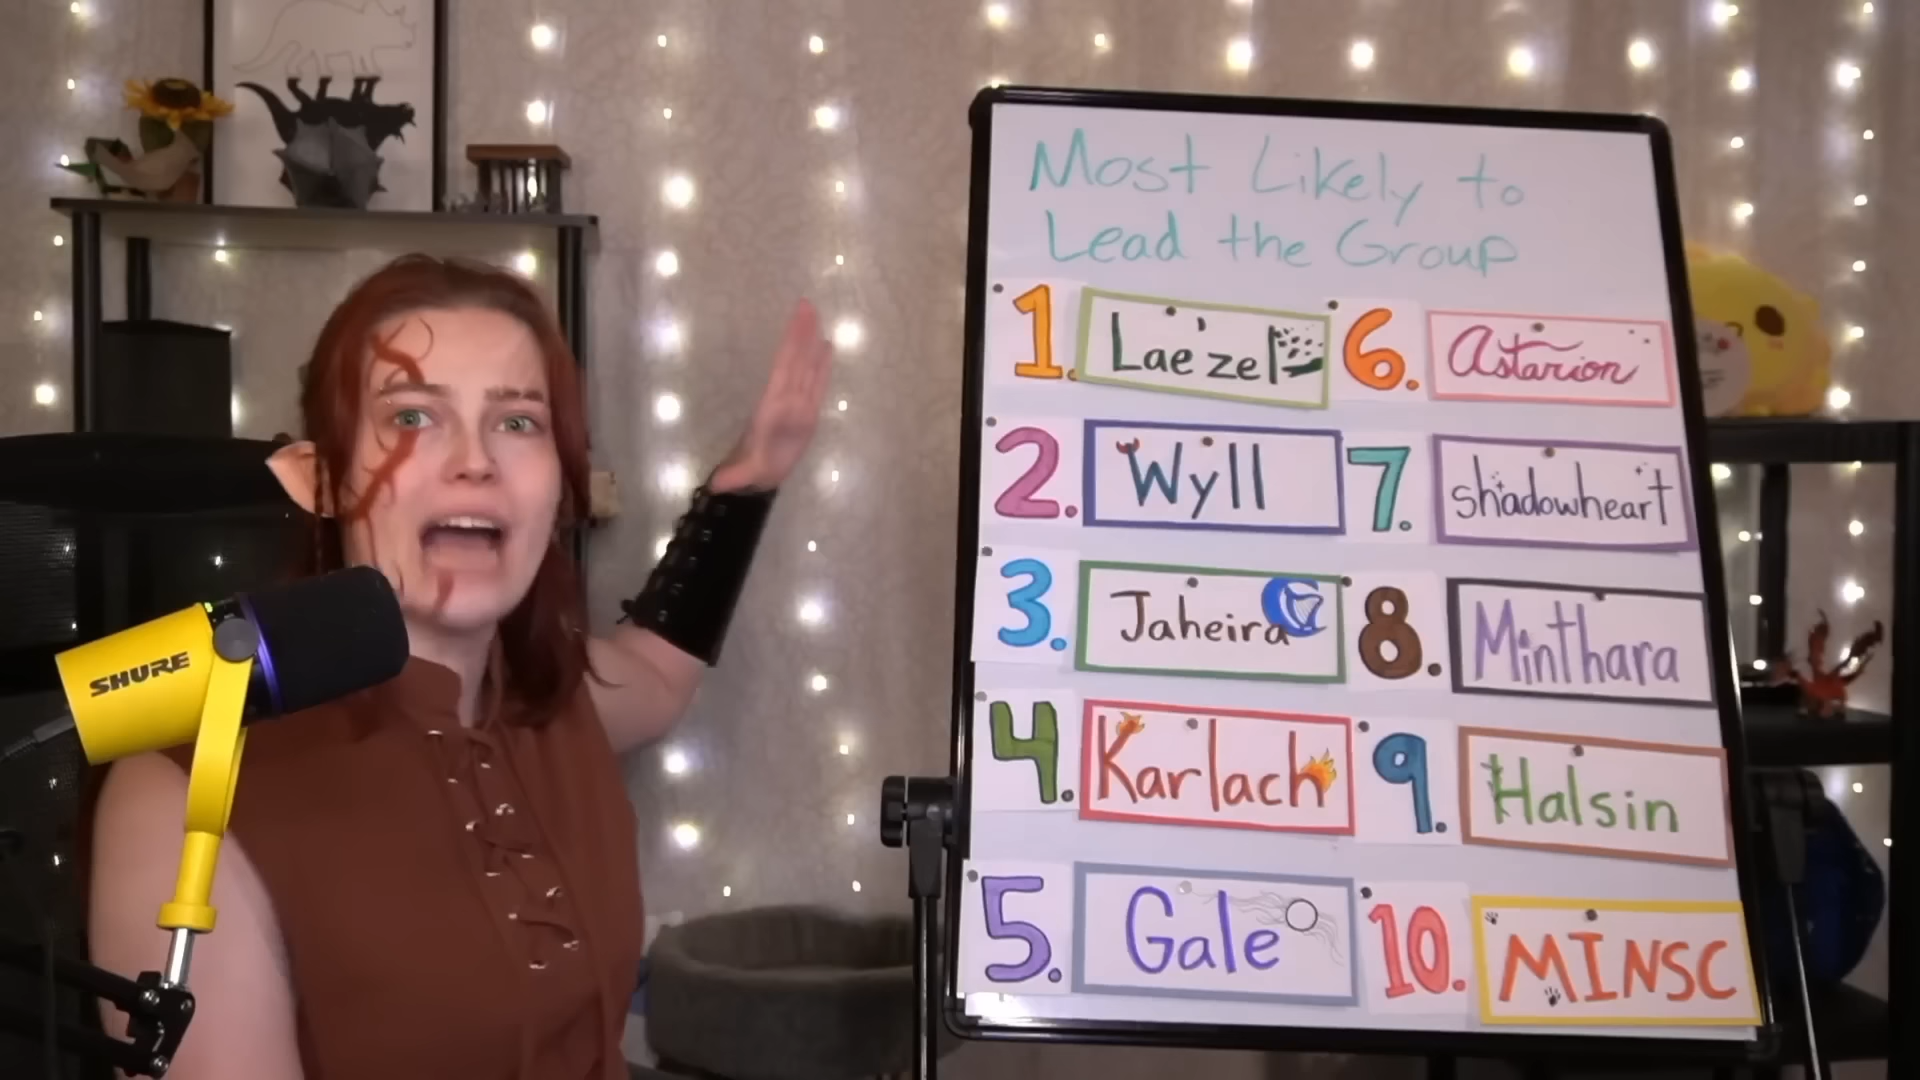 Most Likely to
Lead the Group
1. Lae'zel
2. Wyll
3. Jaheira
4. Karlach
5. Gale
6. Astarion
7. shadowheart
8. Minthara
9. Halsin
10. MINSC
SHURE